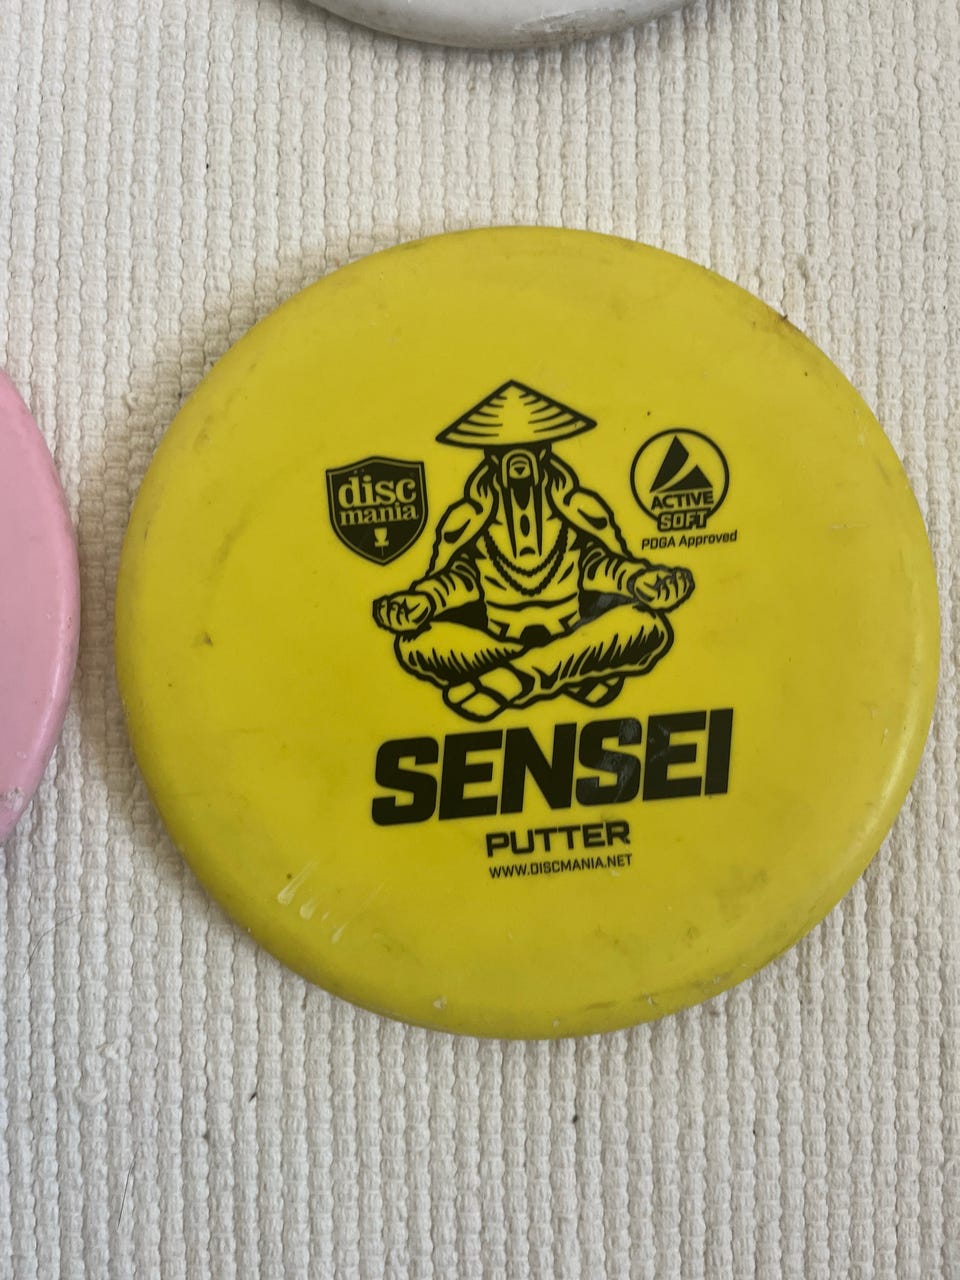 disc
mania
ACTIVE
SOFT
PDGA Approved
SENSEI
PUTTER
WWW.DISCMANIA.NET